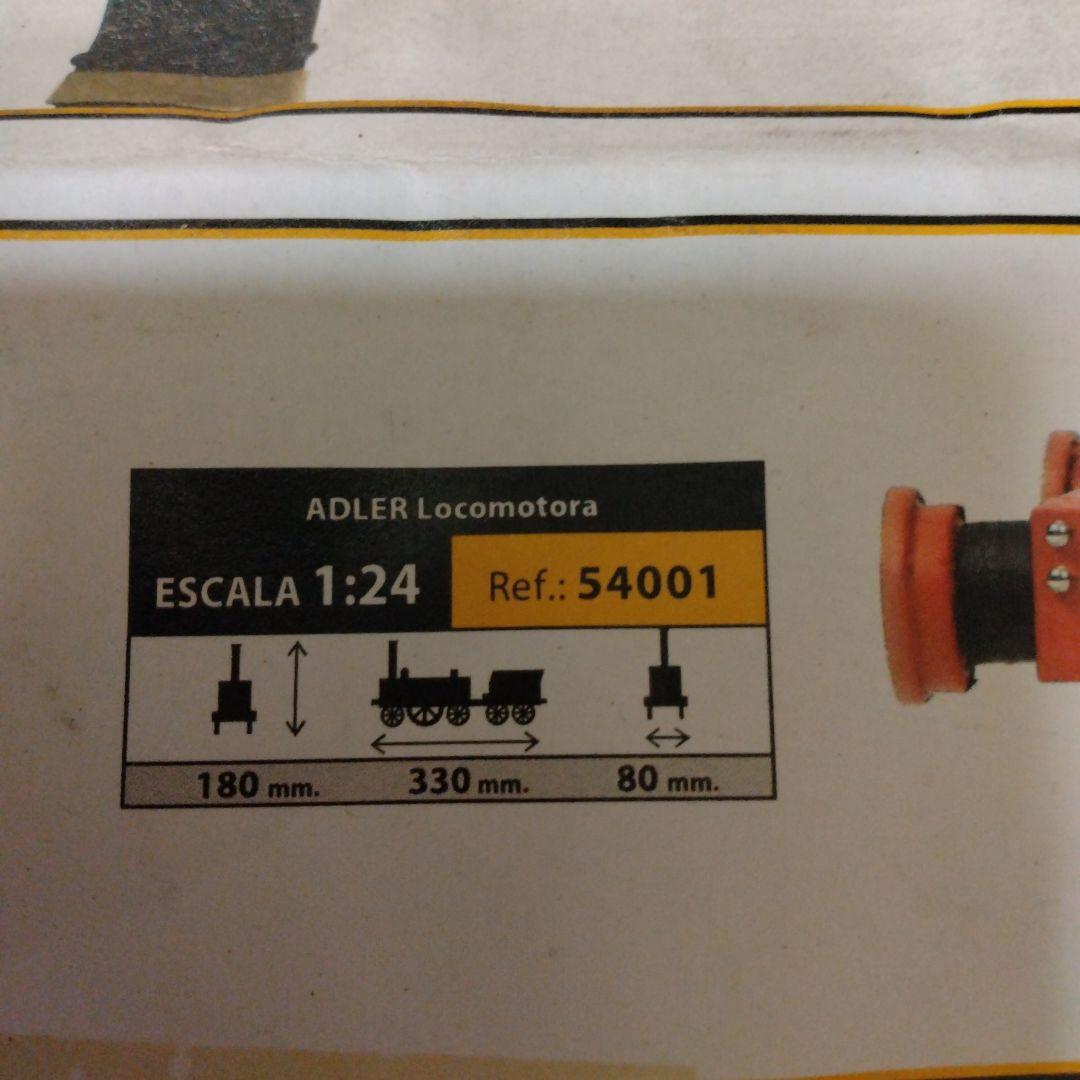 ADLER Locomotora
ESCALA 1:24 Ref.: 54001
180 mm. 330 mm. 80 mm.